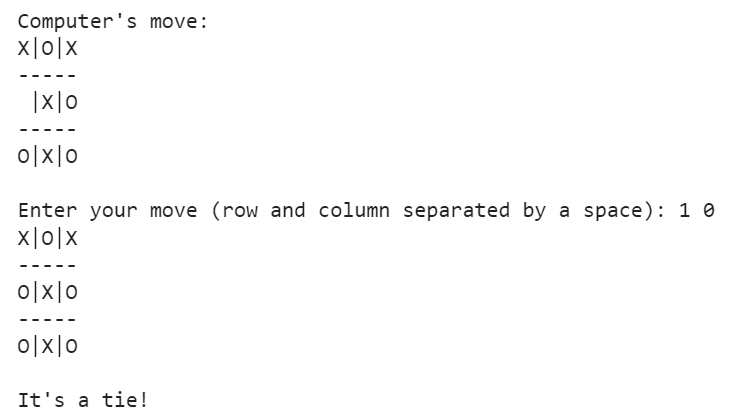 Computer's move:
X|O|X
-----
 |X|O
-----
O|X|O

Enter your move (row and column separated by a space): 1 0
X|O|X
-----
O|X|O
-----
O|X|O

It's a tie!